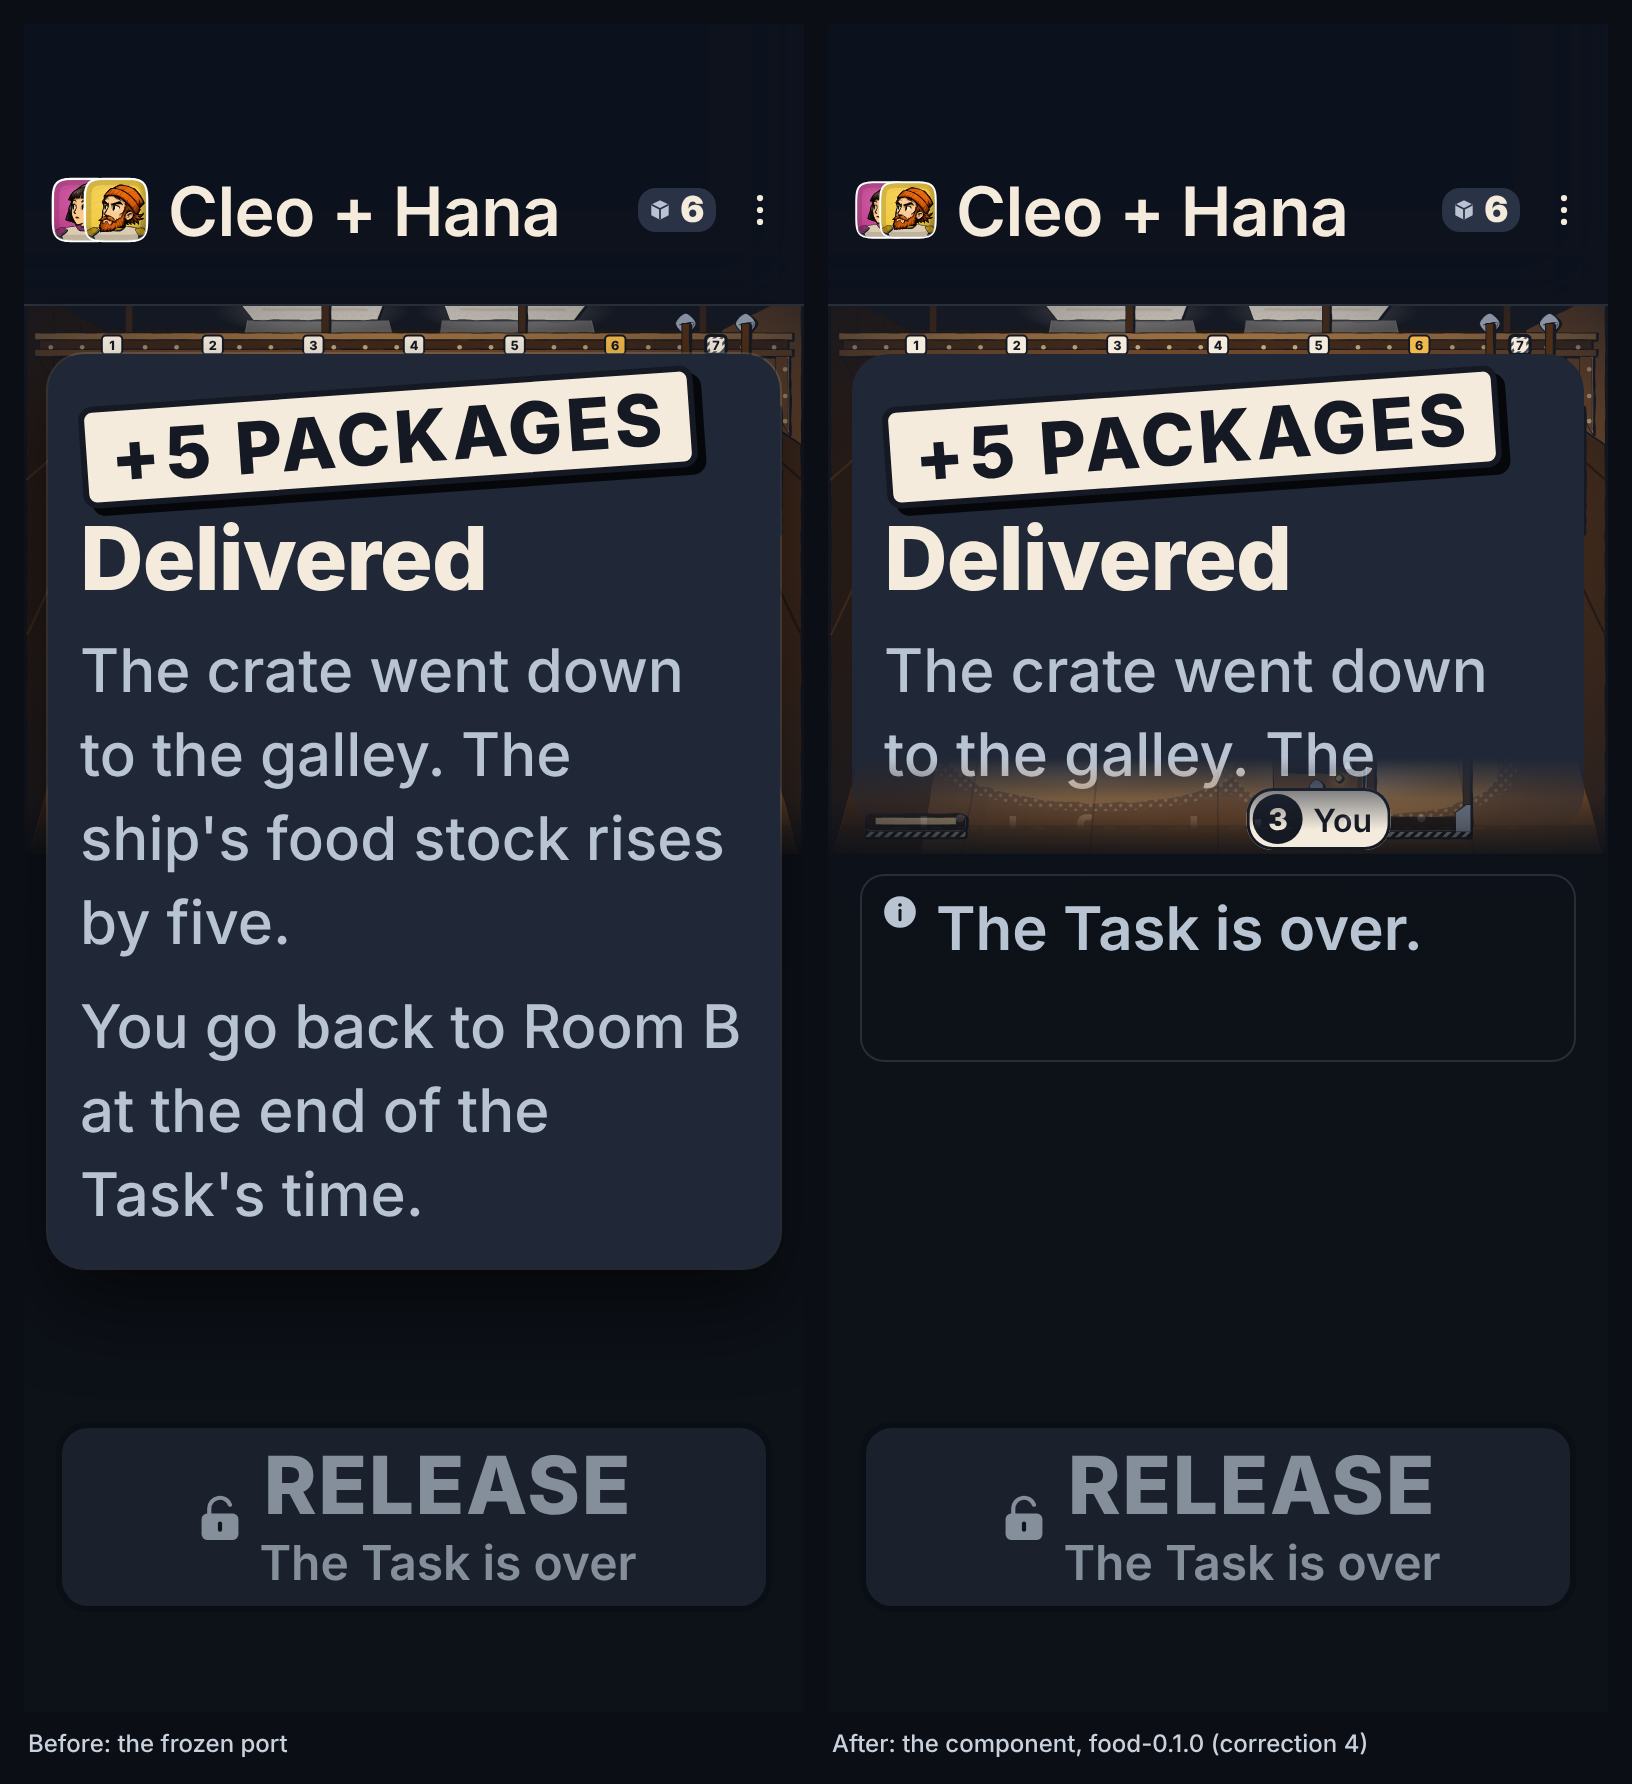 Cleo + Hana
6
1 2 3 4 5 6 7
+5 PACKAGES
Delivered
The crate went down
to the galley. The
ship's food stock rises
by five.
You go back to Room B
at the end of the
Task's time.
RELEASE
The Task is over
Before: the frozen port
Cleo + Hana
6
1 2 3 4 5 6 7
+5 PACKAGES
Delivered
The crate went down
to the galley. The
3 You
The Task is over.
RELEASE
The Task is over
After: the component, food-0.1.0 (correction 4)